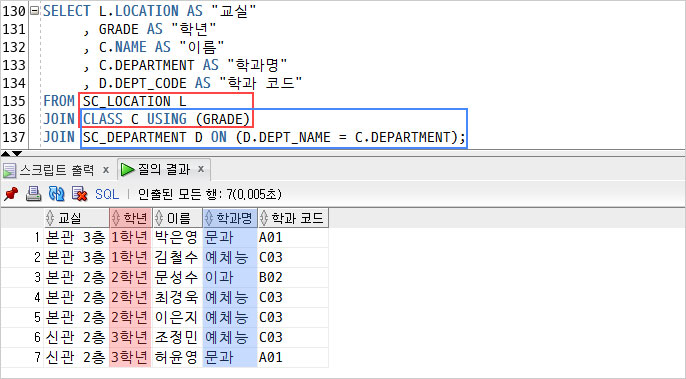 130 SELECT L.LOCATION AS "교실"
131 , GRADE AS "학년"
132 , C.NAME AS "이름"
133 , C.DEPARTMENT AS "학과명"
134 , D.DEPT_CODE AS "학과 코드"
135 FROM SC_LOCATION L
136 JOIN CLASS C USING (GRADE)
137 JOIN SC_DEPARTMENT D ON (D.DEPT_NAME = C.DEPARTMENT);
스크립트 출력 x 질의 결과 x
SQL | 인출된 모든 행: 7(0,005초)
교실 학년 이름 학과명 학과 코드
1 본관 3층 1학년 박은영 문과 A01
2 본관 3층 1학년 김철수 예체능 C03
3 본관 2층 2학년 문성수 이과 B02
4 본관 2층 2학년 최경욱 예체능 C03
5 본관 2층 2학년 이은지 예체능 C03
6 신관 2층 3학년 조정민 예체능 C03
7 신관 2층 3학년 허윤영 문과 A01